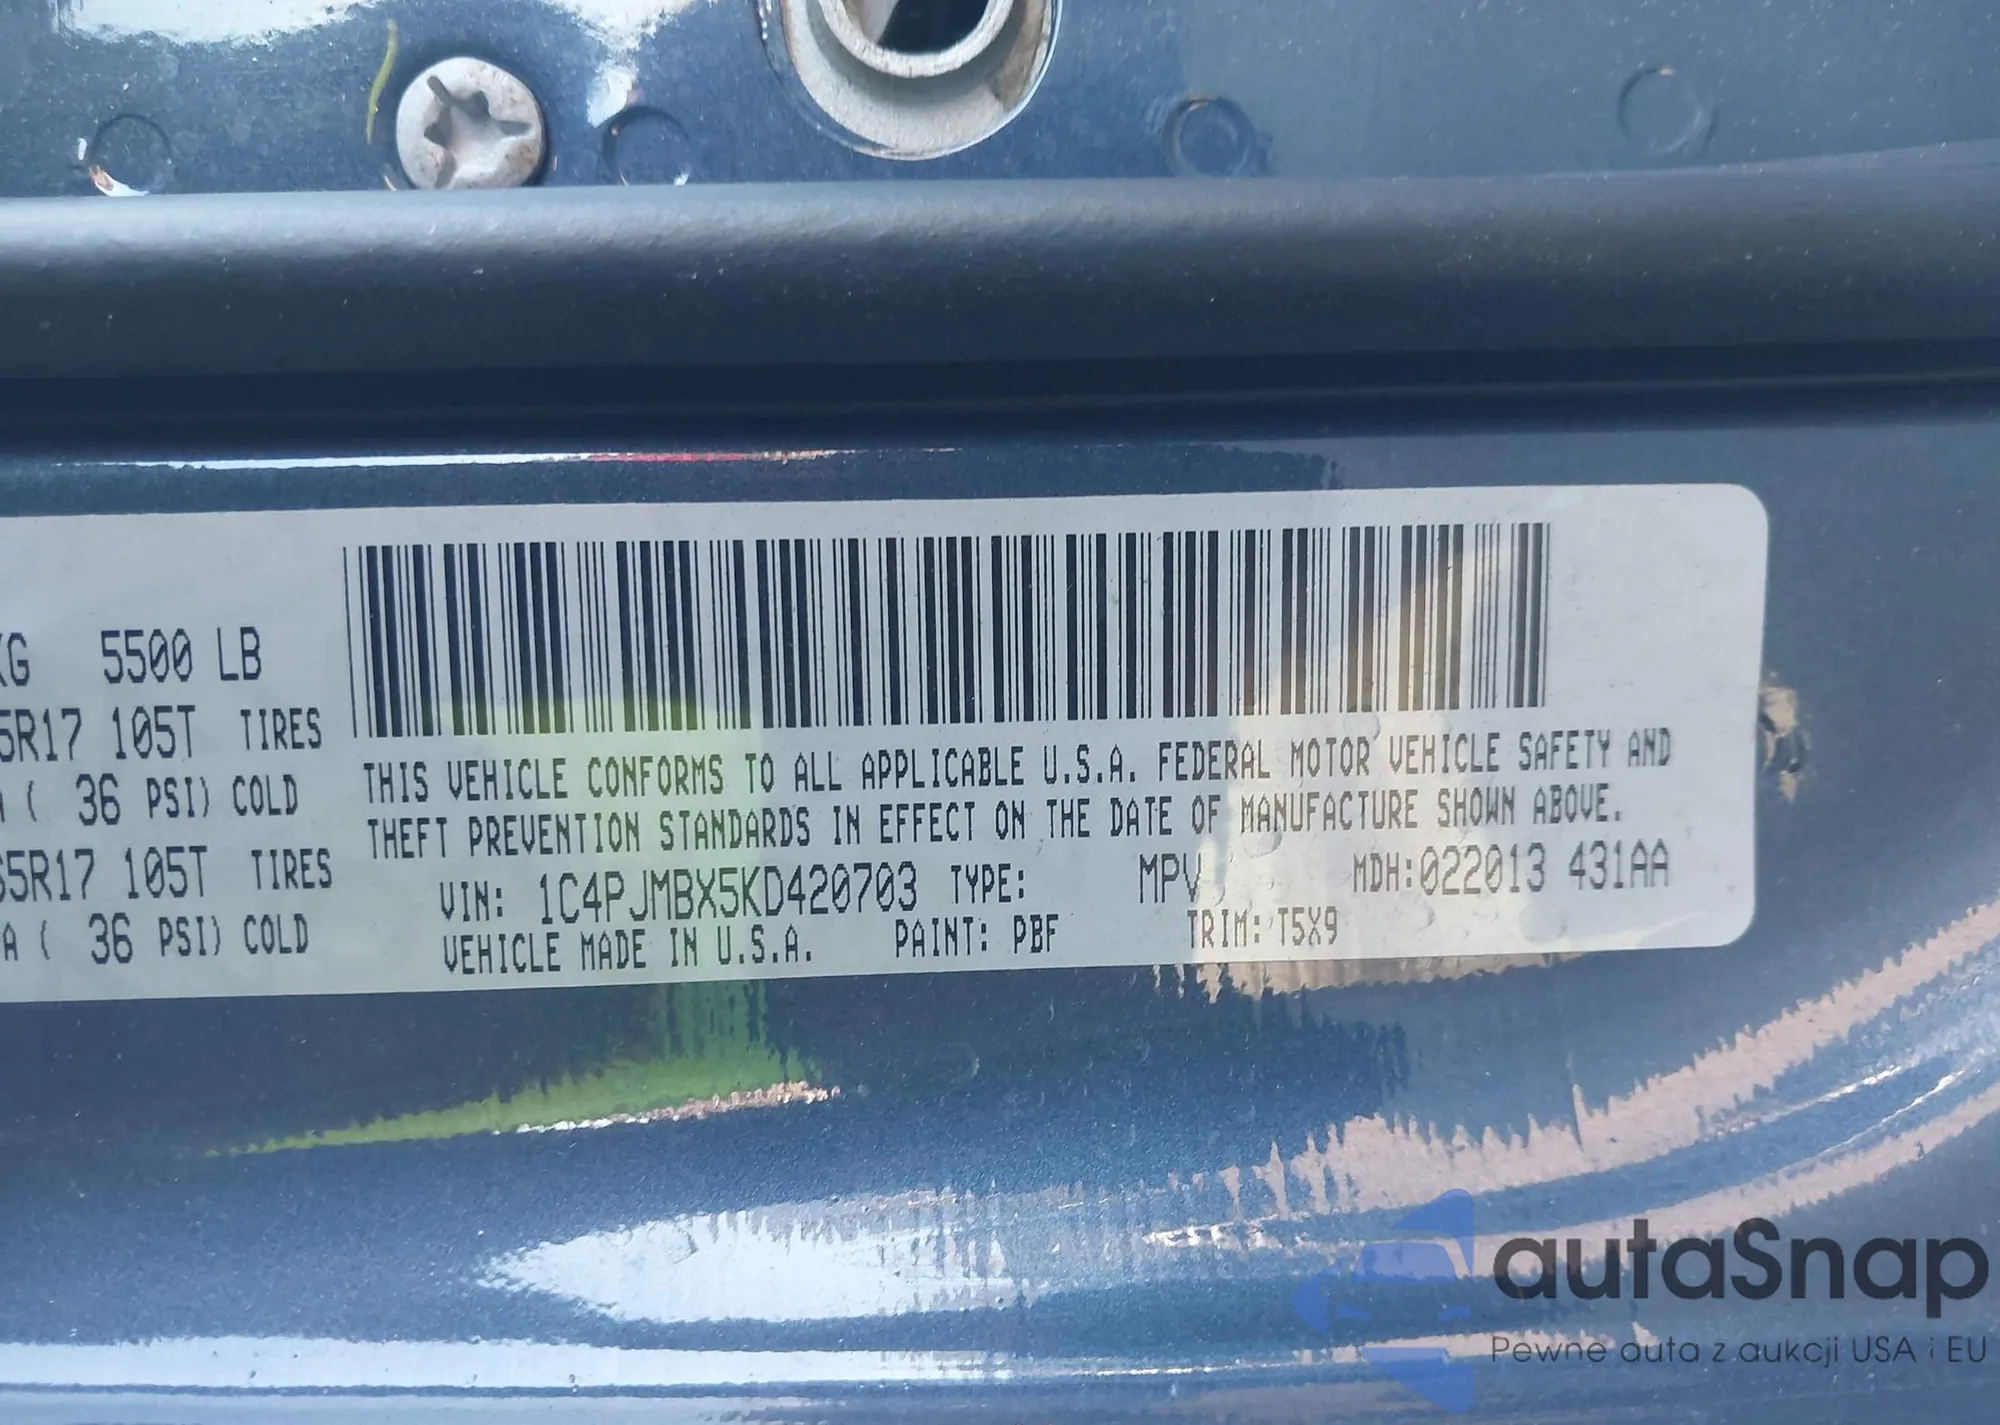 KG 5500 LB
5R17 105T TIRES
A ( 36 PSI) COLD
65R17 105T TIRES
PA ( 36 PSI) COLD
THIS VEHICLE CONFORMS TO ALL APPLICABLE U.S.A. FEDERAL MOTOR VEHICLE SAFETY AND
THEFT PREVENTION STANDARDS IN EFFECT ON THE DATE OF MANUFACTURE SHOWN ABOVE.
VIN: 1C4PJMBX5KD420703 TYPE: MPV MDH:022013 431AA
VEHICLE MADE IN U.S.A. PAINT: PBF TRIM: T5X9
autaSnap
Pewne auta z aukcji USA i EU